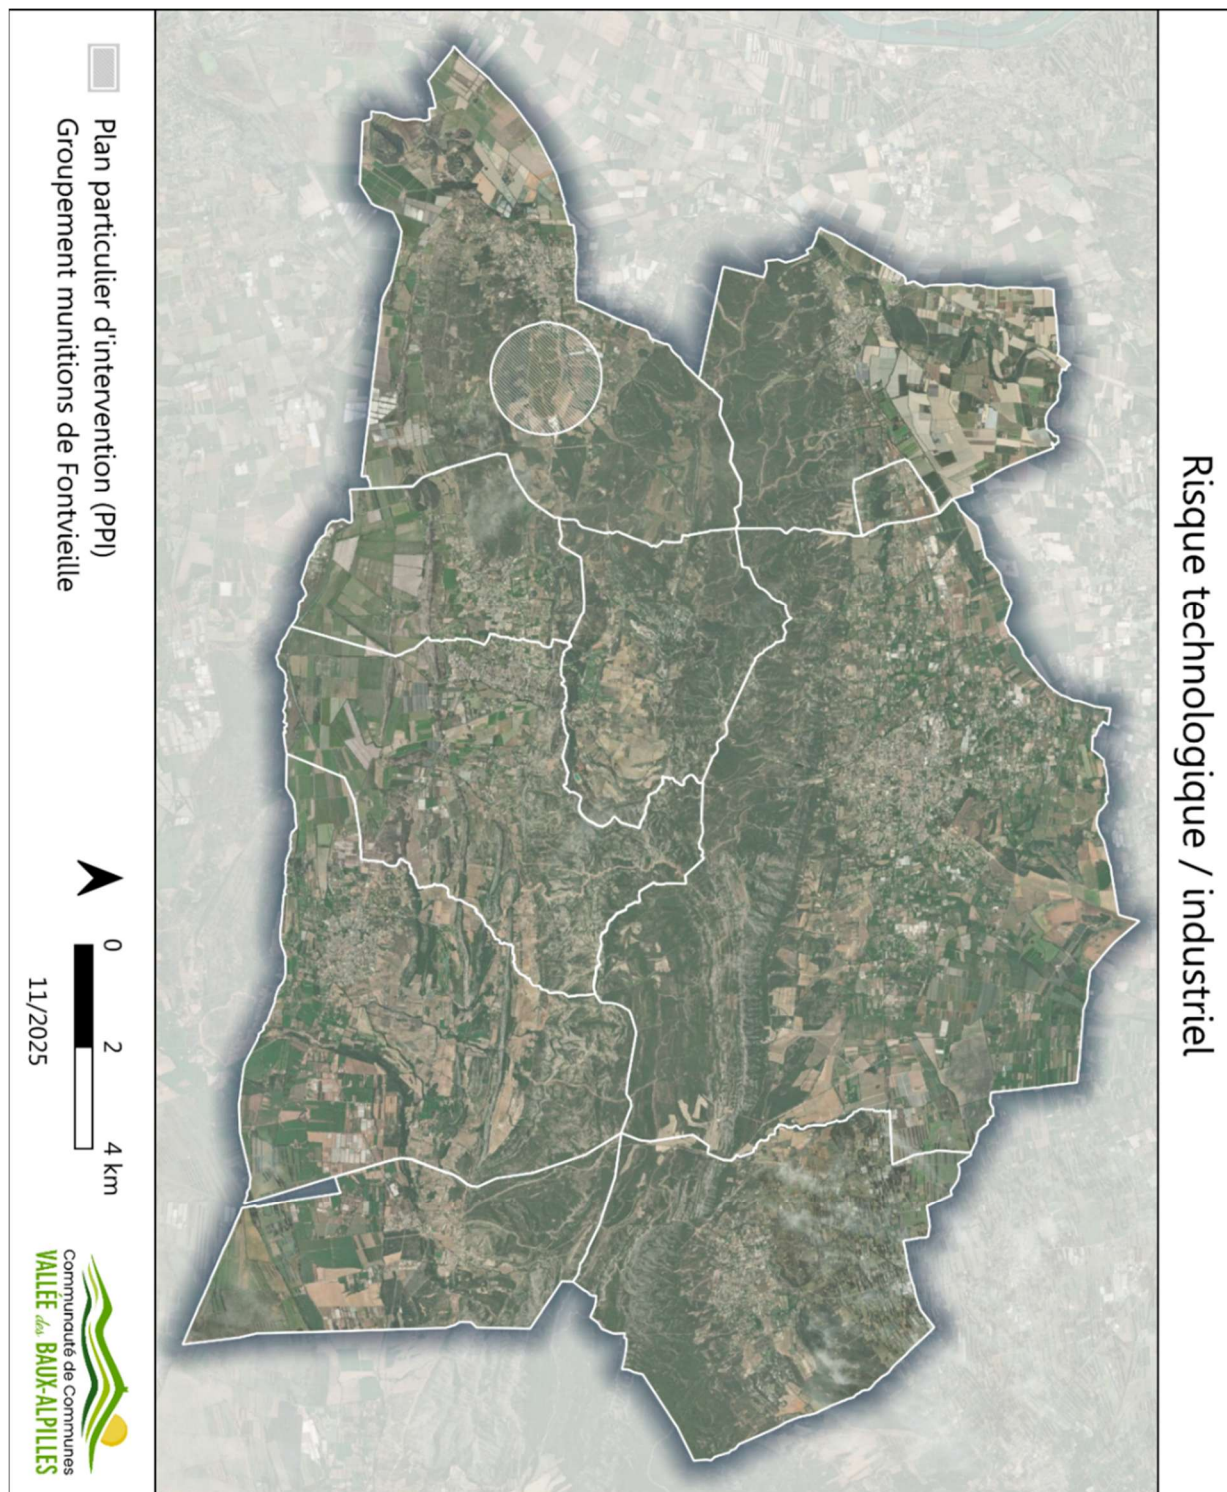 Risque technologique / industriel
Plan particulier d'intervention (PPI)
Groupement munitions de Fontvieille
0 2 4 km
11/2025
Communauté de Communes
VALLÉE des BAUX-ALPILLES